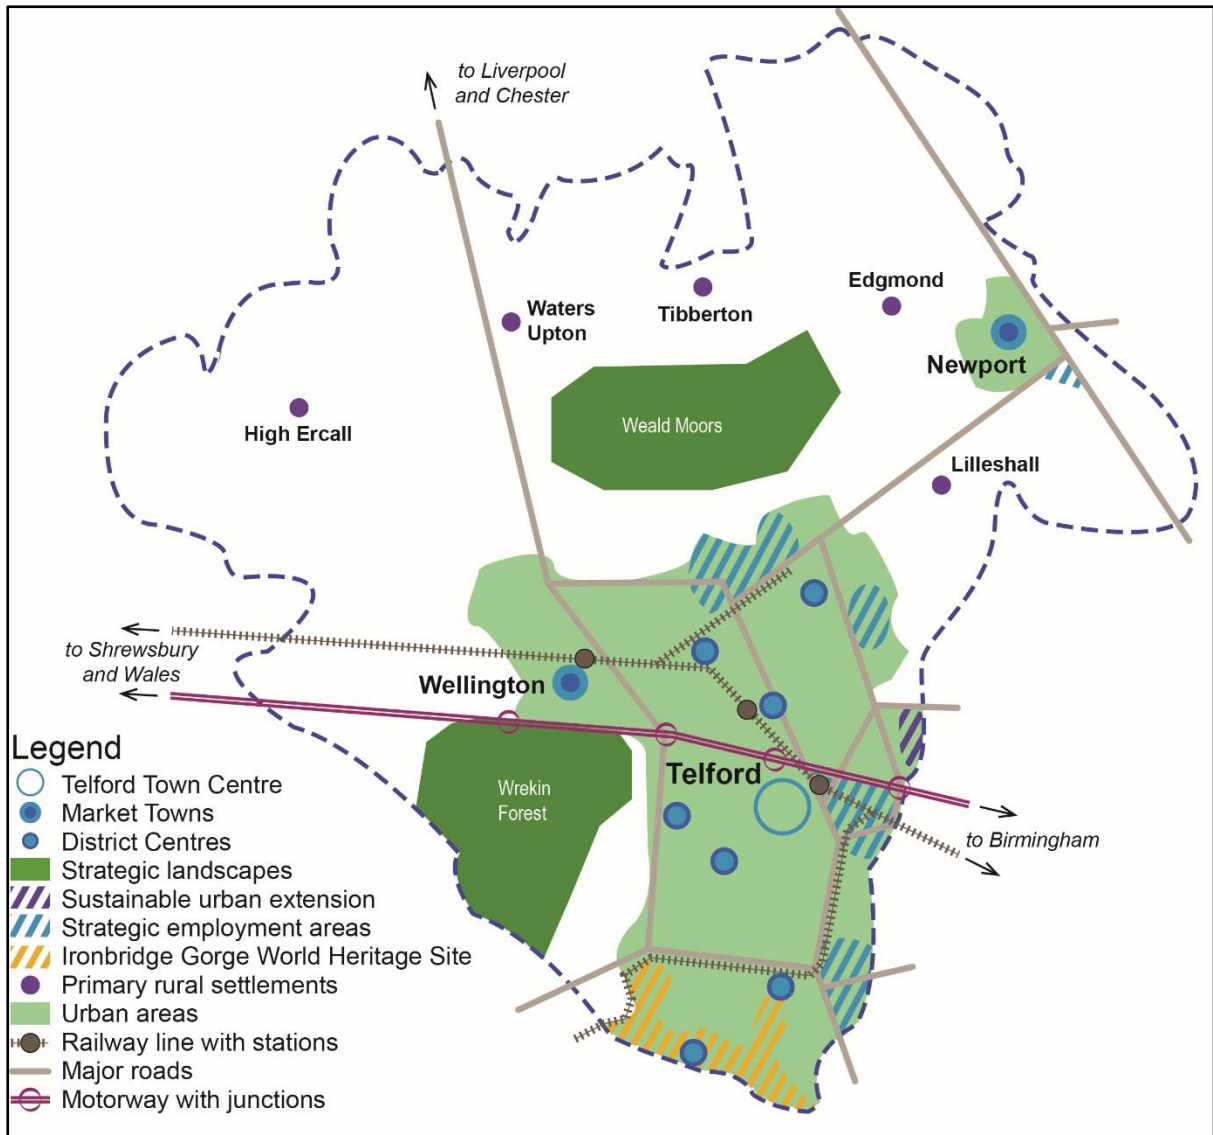 to Liverpool
and Chester
Waters
Upton
Tibberton
Edgmond
Newport
High Ercall
Weald Moors
Lilleshall
to Shrewsbury
and Wales
Wellington
Telford
Wrekin
Forest
to Birmingham
Legend
Telford Town Centre
Market Towns
District Centres
Strategic landscapes
Sustainable urban extension
Strategic employment areas
Ironbridge Gorge World Heritage Site
Primary rural settlements
Urban areas
Railway line with stations
Major roads
Motorway with junctions